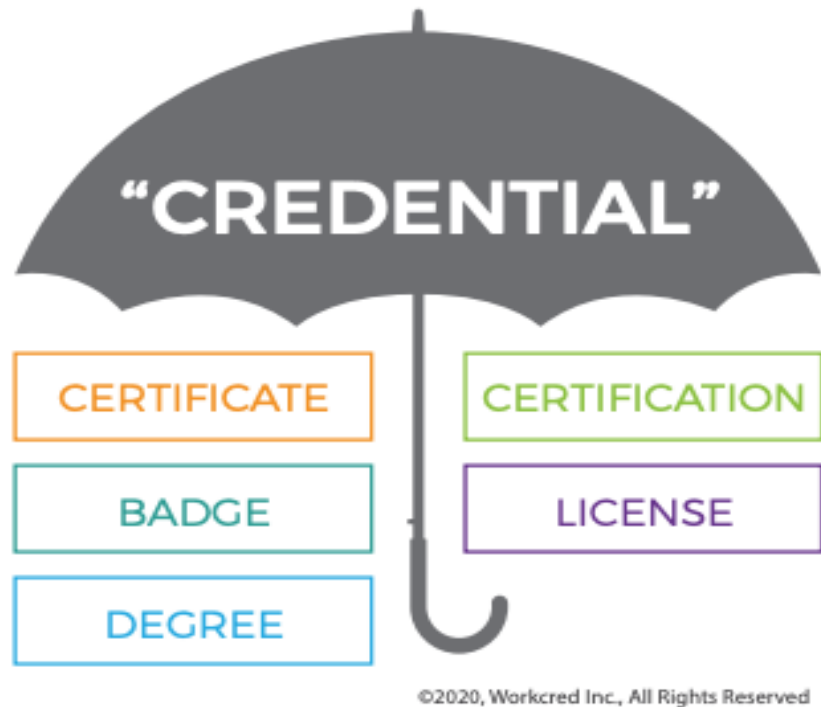 “CREDENTIAL”
CERTIFICATE
CERTIFICATION
BADGE
LICENSE
DEGREE
©2020, Workcred Inc., All Rights Reserved